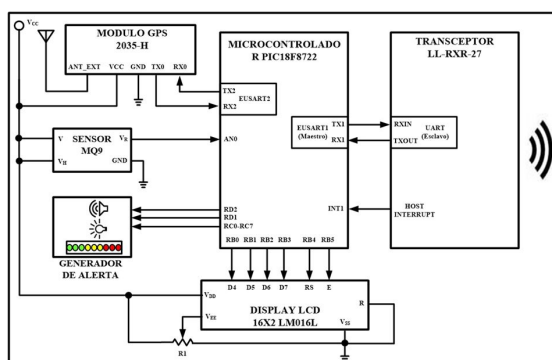 Vcc
MODULO GPS
2035-H
ANT_EXT VCC GND TX0 RX0
MICROCONTROLADO
R PIC18F8722
TX2
RX2
EUSART2
TRANSCEPTOR
LL-RXR-27
EUSART1
(Maestro)
TX1
RX1
RXIN
TXOUT
UART
(Esclavo)
V
VH
SENSOR
MQ9
VR
GND
AN0
RD2
RD1
RC0-RC7
INT1
HOST
INTERRUPT
GENERADOR
DE ALERTA
RB0 RB1 RB2 RB3 RB4 RB5
D4 D5 D6 D7 RS E
VDD
VEE
DISPLAY LCD
16X2 LM016L
R
VSS
R1